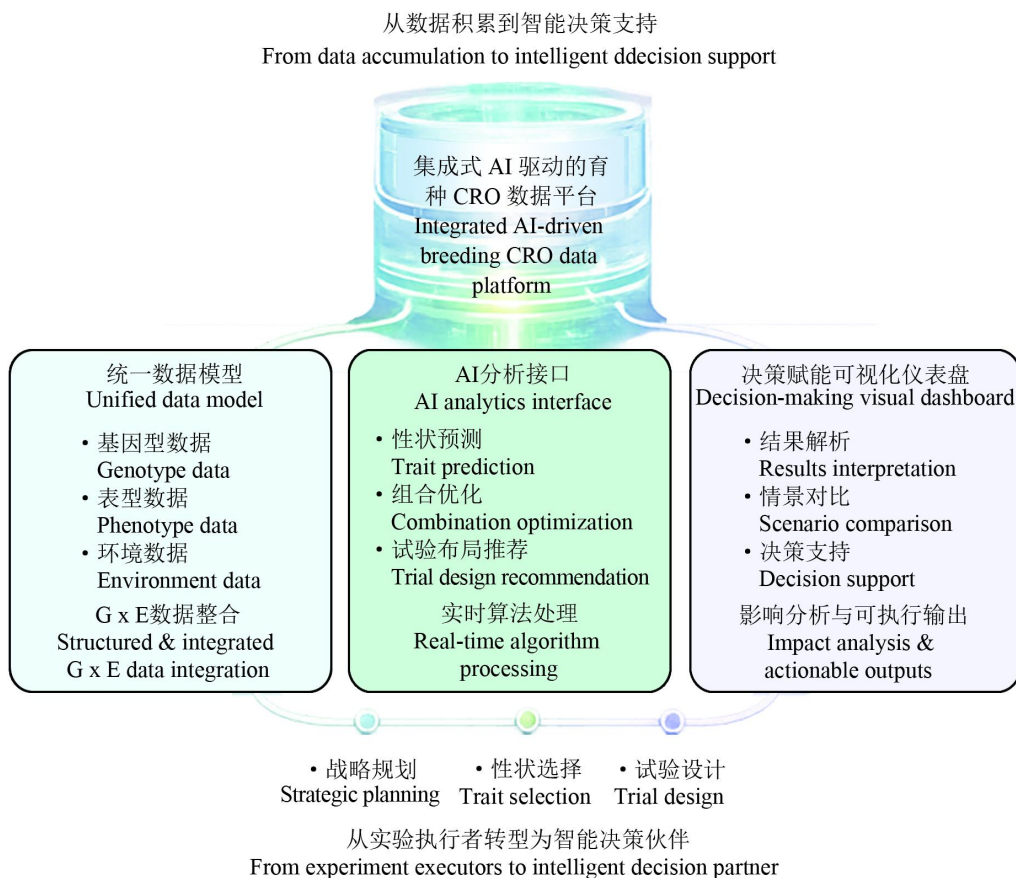 从数据积累到智能决策支持
From data accumulation to intelligent ddecision support
集成式 AI 驱动的育
种 CRO 数据平台
Integrated AI-driven
breeding CRO data
platform
统一数据模型
Unified data model
・基因型数据
Genotype data
・表型数据
Phenotype data
・环境数据
Environment data
G x E数据整合
Structured & integrated
G x E data integration
AI分析接口
AI analytics interface
・性状预测
Trait prediction
・组合优化
Combination optimization
・试验布局推荐
Trial design recommendation
实时算法处理
Real-time algorithm
processing
决策赋能可视化仪表盘
Decision-making visual dashboard
・结果解析
Results interpretation
・情景对比
Scenario comparison
・决策支持
Decision support
影响分析与可执行输出
Impact analysis &
actionable outputs
・战略规划
Strategic planning
・性状选择
Trait selection
・试验设计
Trial design
从实验执行者转型为智能决策伙伴
From experiment executors to intelligent decision partner